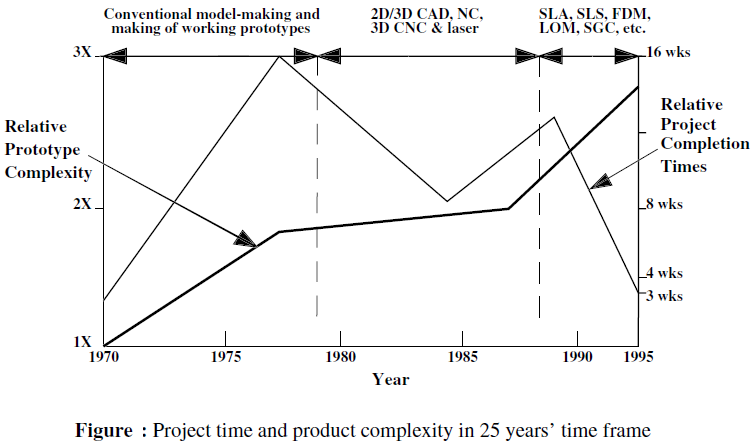 Conventional model-making and
making of working prototypes
2D/3D CAD, NC,
3D CNC & laser
SLA, SLS, FDM,
LOM, SGC, etc.
3X
16 wks
Relative
Prototype
Complexity
Relative
Project
Completion
Times
2X
8 wks
4 wks
3 wks
1X
1970
1975
1980
1985
1990
1995
Year
Figure : Project time and product complexity in 25 years’ time frame